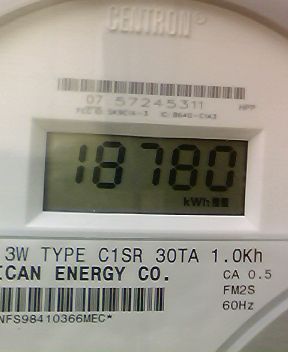 CENTRON®
07 57245311 HPP
18780
kWh
3W TYPE C1SR 30TA 1.0Kh
ICAN ENERGY CO.
CA 0.5
FM2S
60Hz
NFS98410366MEC*